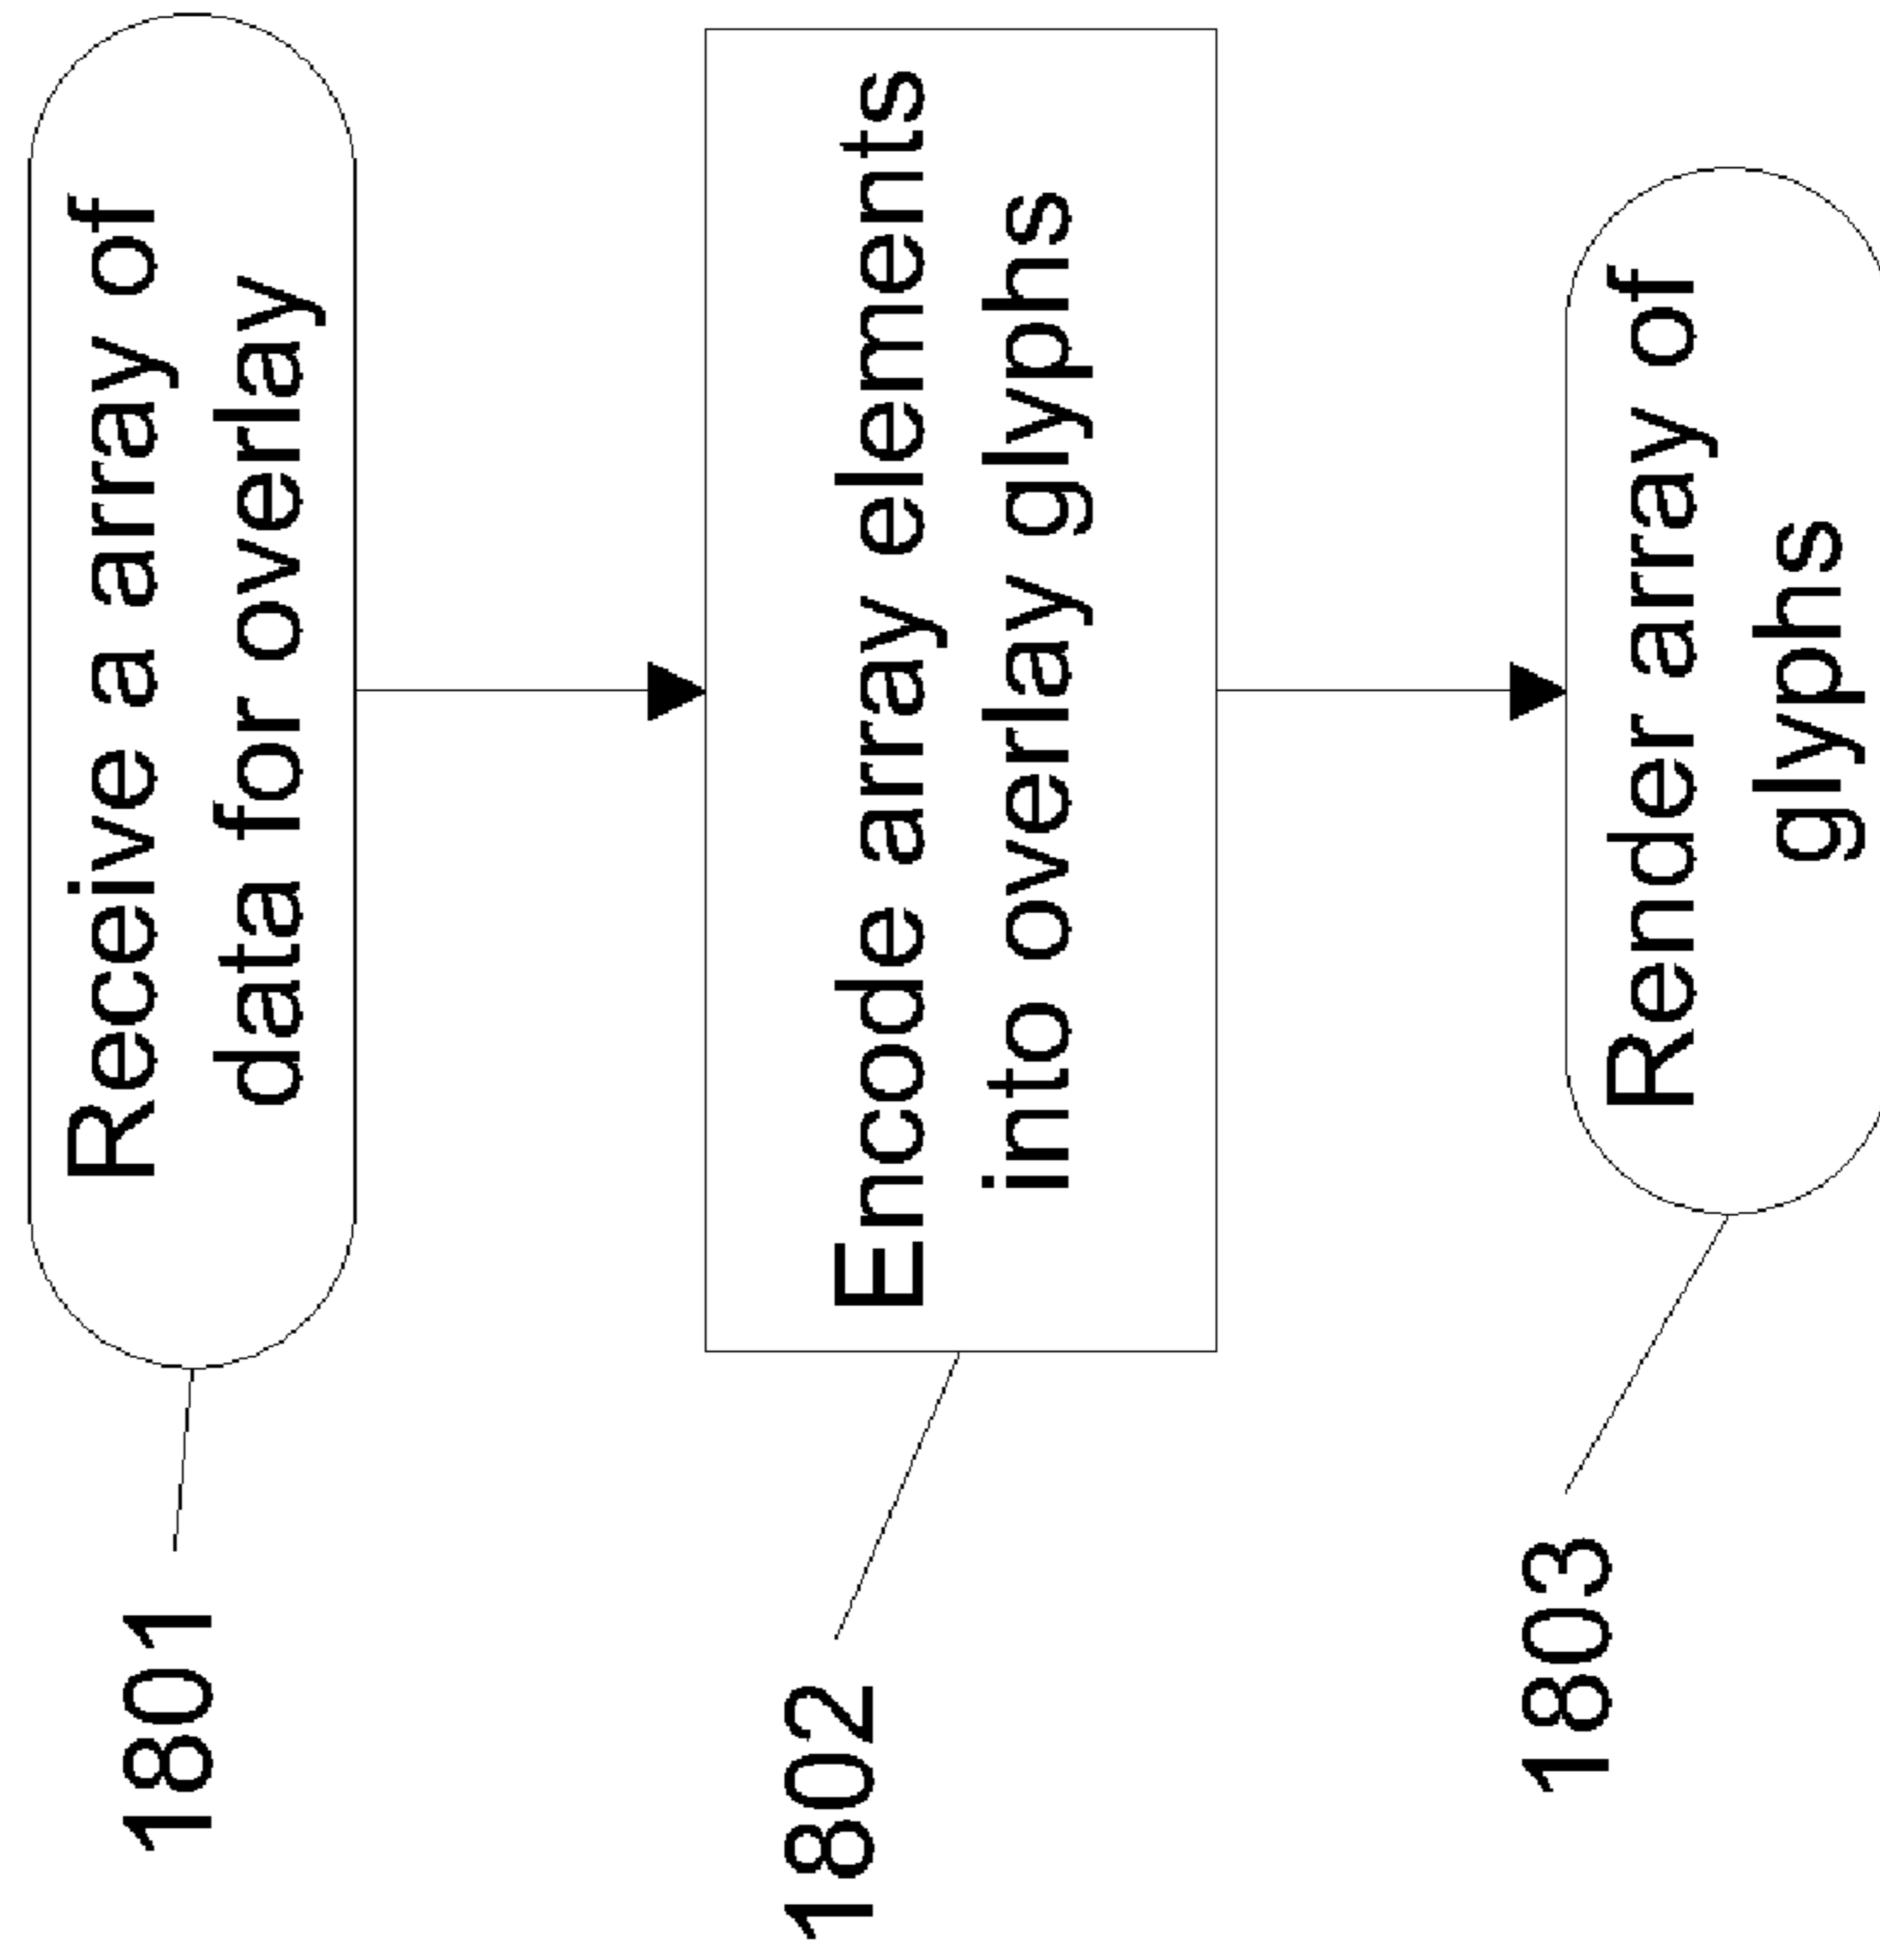 1801
Receive a array of
data for overlay
1802
Encode array elements
into overlay glyphs
1803
Render array of
glyphs